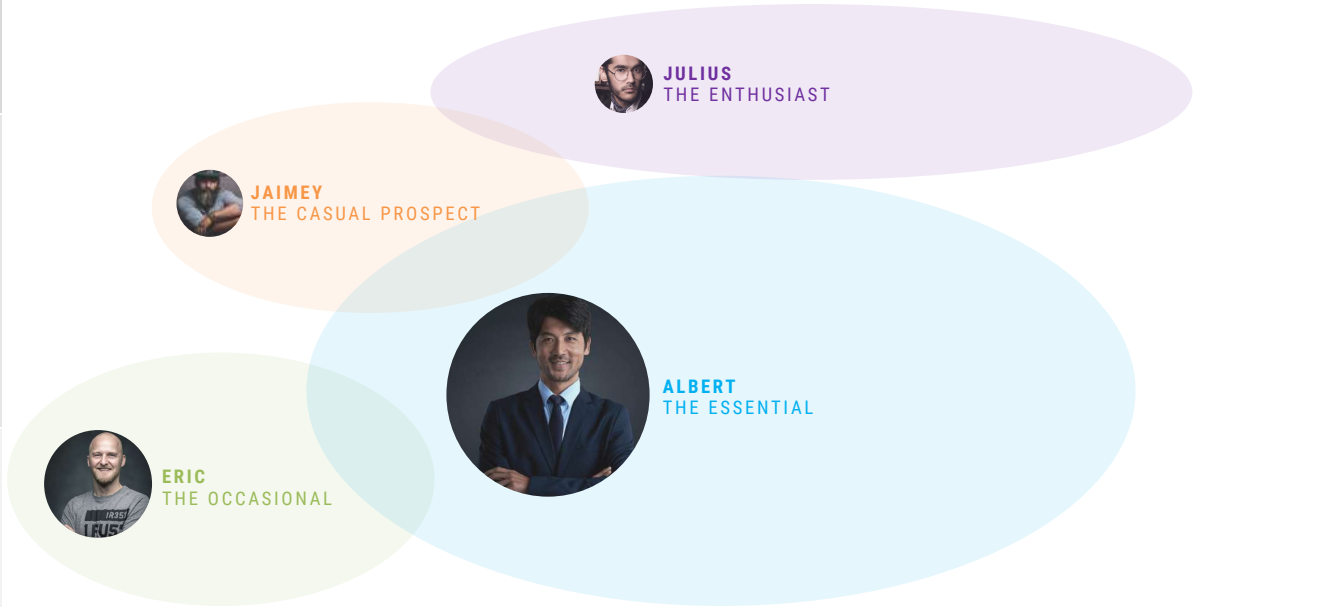 JULIUS
THE ENTHUSIAST
JAIMEY
THE CASUAL PROSPECT
ALBERT
THE ESSENTIAL
ERIC
THE OCCASIONAL